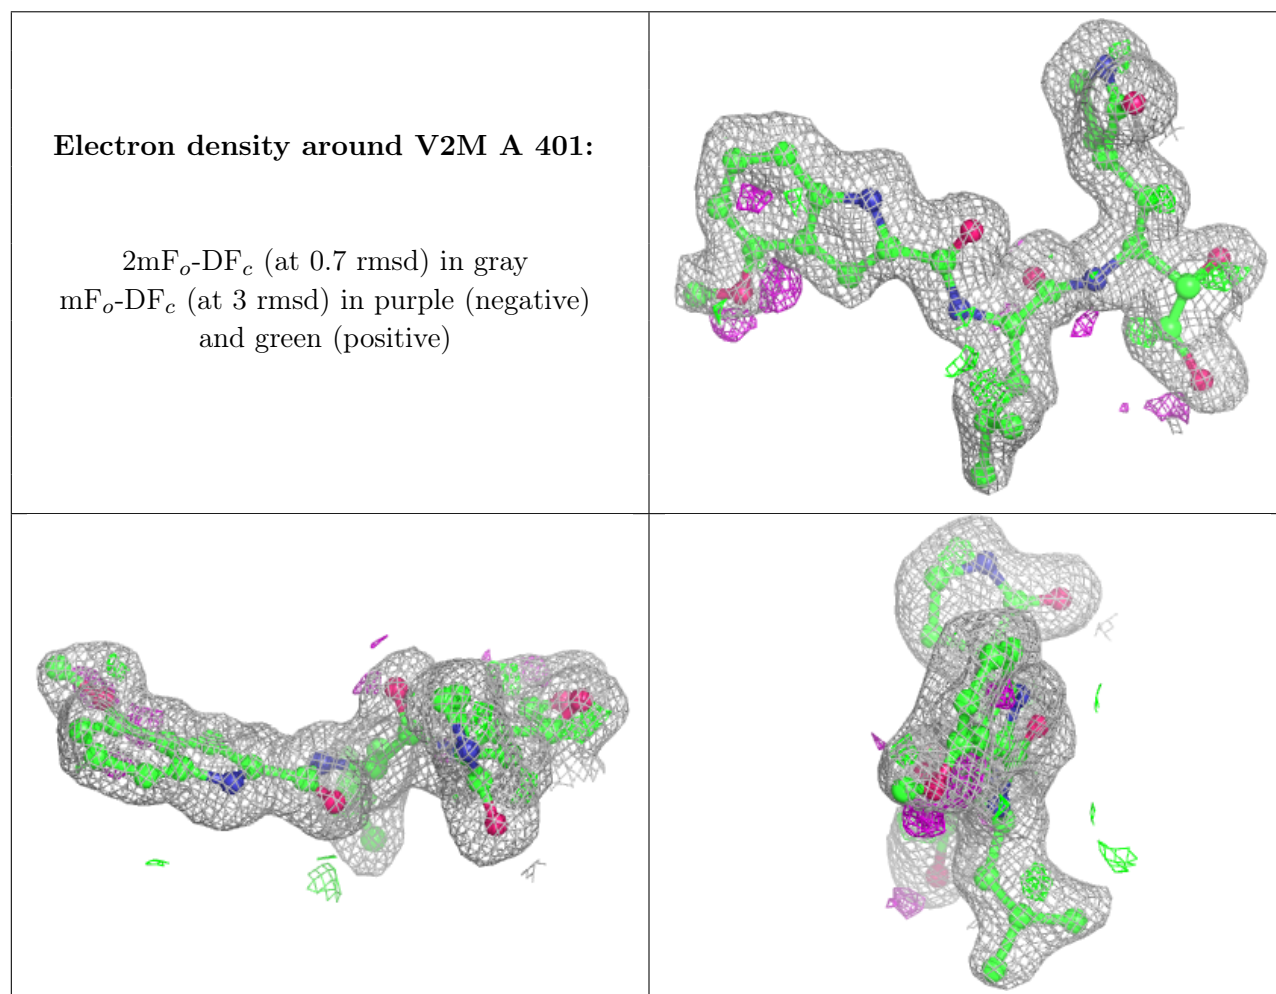 Electron density around V2M A 401:
2mFₒ-DF𝒸 (at 0.7 rmsd) in gray
mFₒ-DF𝒸 (at 3 rmsd) in purple (negative)
and green (positive)